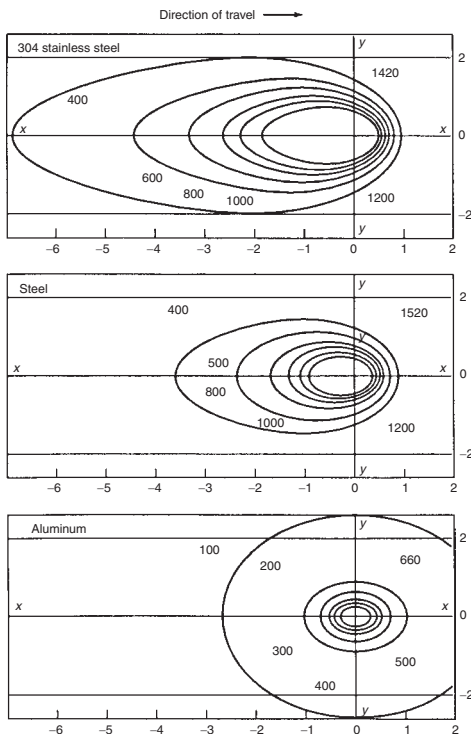 Direction of travel
y
304 stainless steel
1420
2
400
x
x
0
600
800
1000
1200
y
-2
−6 −5 −4 −3 −2 −1 0 1 2
y
Steel
2
400
1520
y
x
500
x
0
800
1000
1200
y
-2
−6 −5 −4 −3 −2 −1 0 1 2
Aluminum
y
100
2
200
660
x
x
0
300
500
400
y
-2
−6 −5 −4 −3 −2 −1 0 1 2